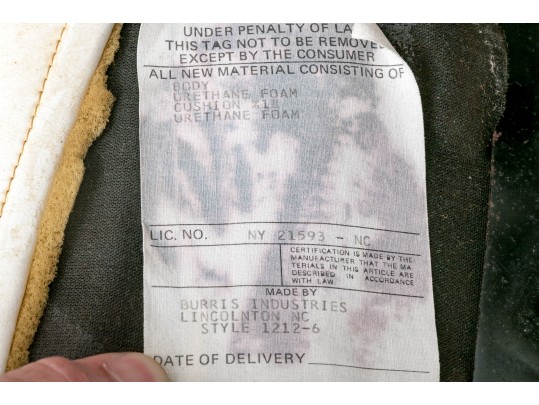 UNDER PENALTY OF LA
THIS TAG NOT TO BE REMOVE
EXCEPT BY THE CONSUMER
ALL NEW MATERIAL CONSISTING OF
BODY
URETHANE FOAM
CUSHION
URETHANE FOAM
LIC. NO. NY 21593 - NC
CERTIFICATION IS MADE BY THE
MANUFACTURER THAT THE MA-
TERIALS IN THIS ARTICLE ARE
DESCRIBED IN ACCORDANCE
WITH LAW
MADE BY
BURRIS INDUSTRIES
LINCOLNTON NC
STYLE 1212-6
DATE OF DELIVERY